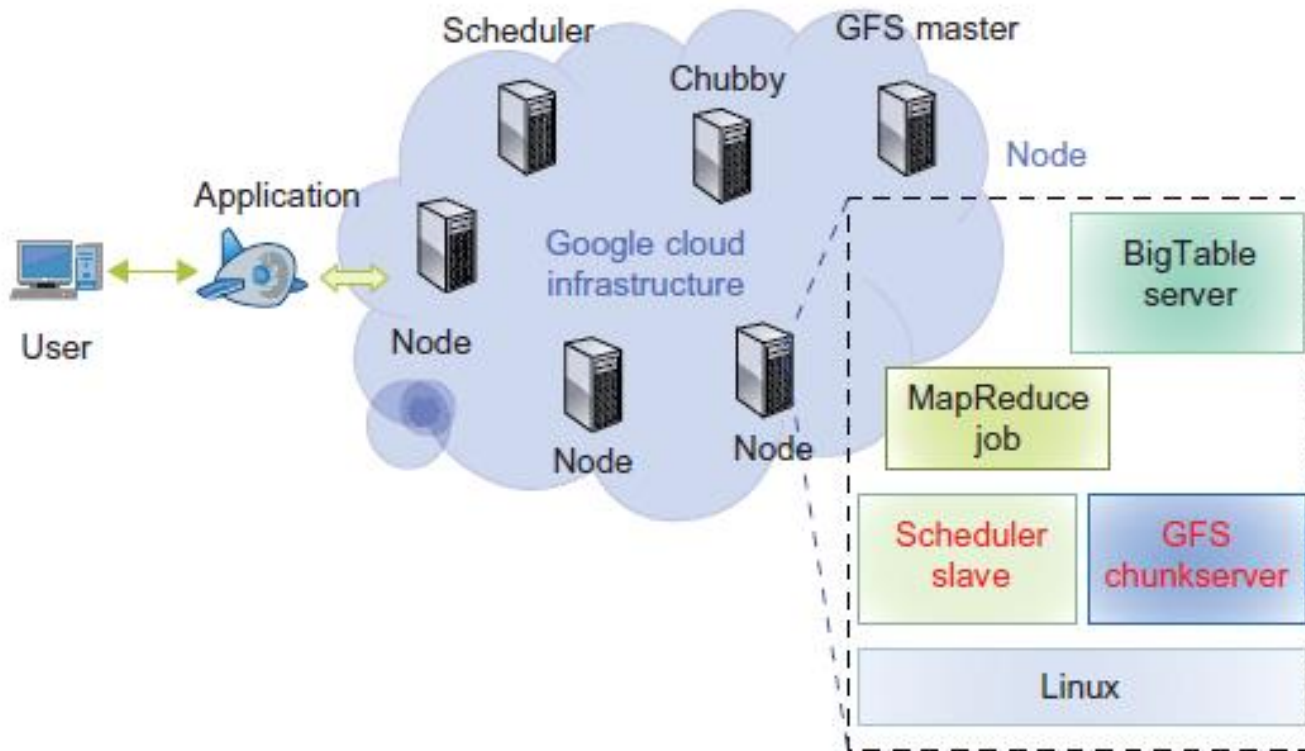 Scheduler
GFS master
Chubby
Node
Application
Google cloud
infrastructure
User
Node
Node
Node
BigTable
server
MapReduce
job
Scheduler
slave
GFS
chunkserver
Linux